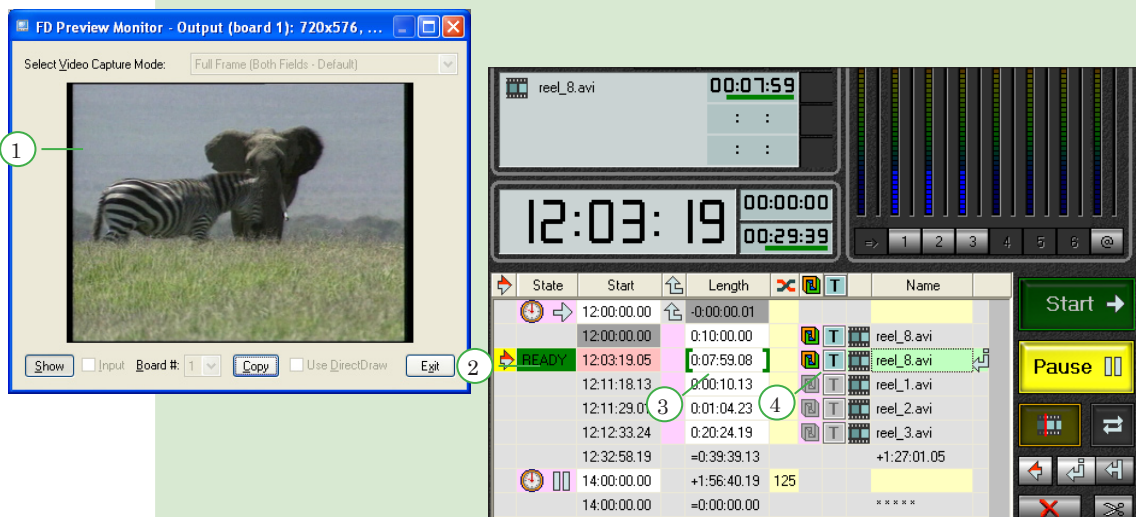 FD Preview Monitor - Output (board 1): 720x576, ...
Select Video Capture Mode: Full Frame (Both Fields - Default)
1
Show Input Board #: 1 Copy Use DirectDraw Exit
2
reel_8.avi 00:07:59
: :
: :
12:03:19 00:00:00
00:29:39
=> 1 2 3 4 5 6 @
State Start Length T Name
12:00:00.00 -0:00:00.01
12:00:00.00 0:10:00.00 T reel_8.avi
READY 12:03:19.05 0:07:59.08 T reel_8.avi
12:11:18.13 0:00:10.13 T reel_1.avi
3
4
12:11:29.01 0:01:04.23 T reel_2.avi
12:12:33.24 0:20:24.19 T reel_3.avi
12:32:58.19 =0:39:39.13 +1:27:01.05
14:00:00.00 +1:56:40.19 125
14:00:00.00 =0:00:00.00 * * * * *
Start
Pause